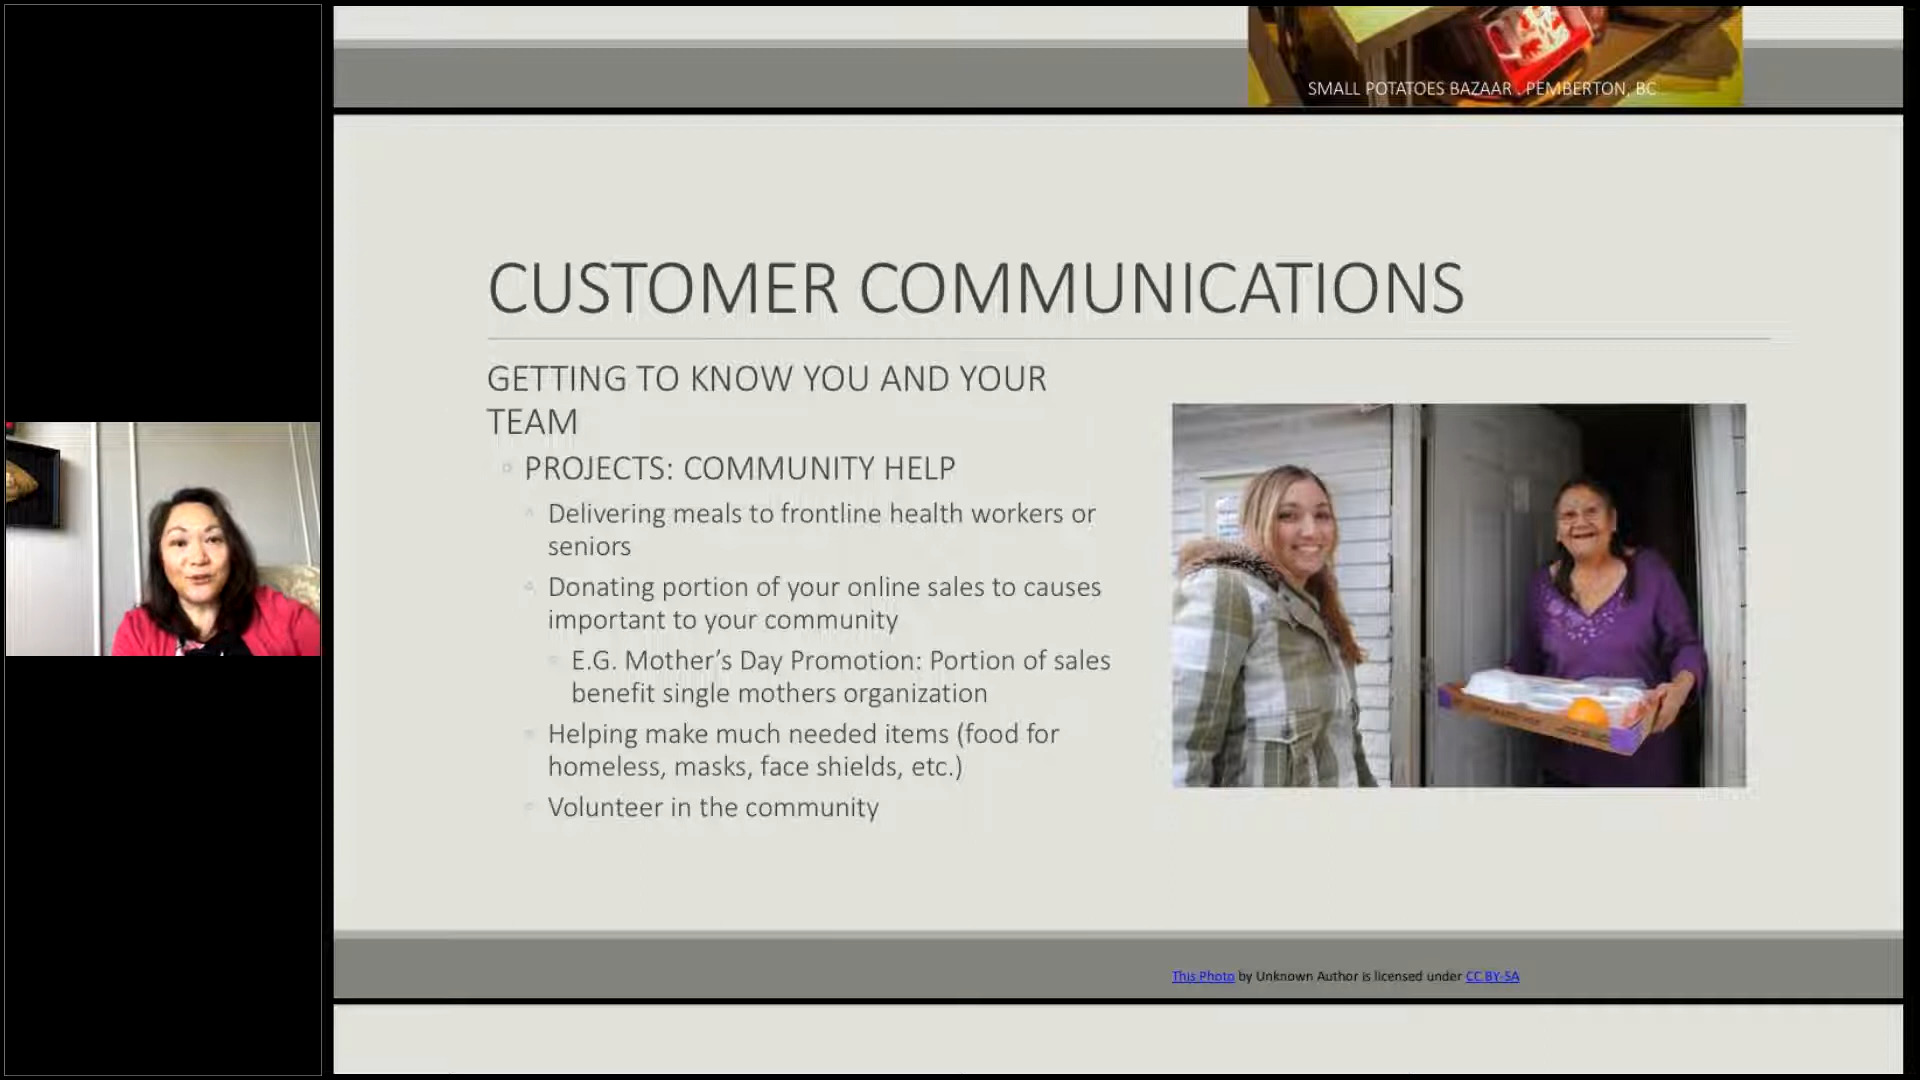 SMALL POTATOES BAZAAR . PEMBERTON, BC
CUSTOMER COMMUNICATIONS
GETTING TO KNOW YOU AND YOUR
TEAM
PROJECTS: COMMUNITY HELP
Delivering meals to frontline health workers or
seniors
Donating portion of your online sales to causes
important to your community
E.G. Mother’s Day Promotion: Portion of sales
benefit single mothers organization
Helping make much needed items (food for
homeless, masks, face shields, etc.)
Volunteer in the community
This Photo by Unknown Author is licensed under CC BY-SA